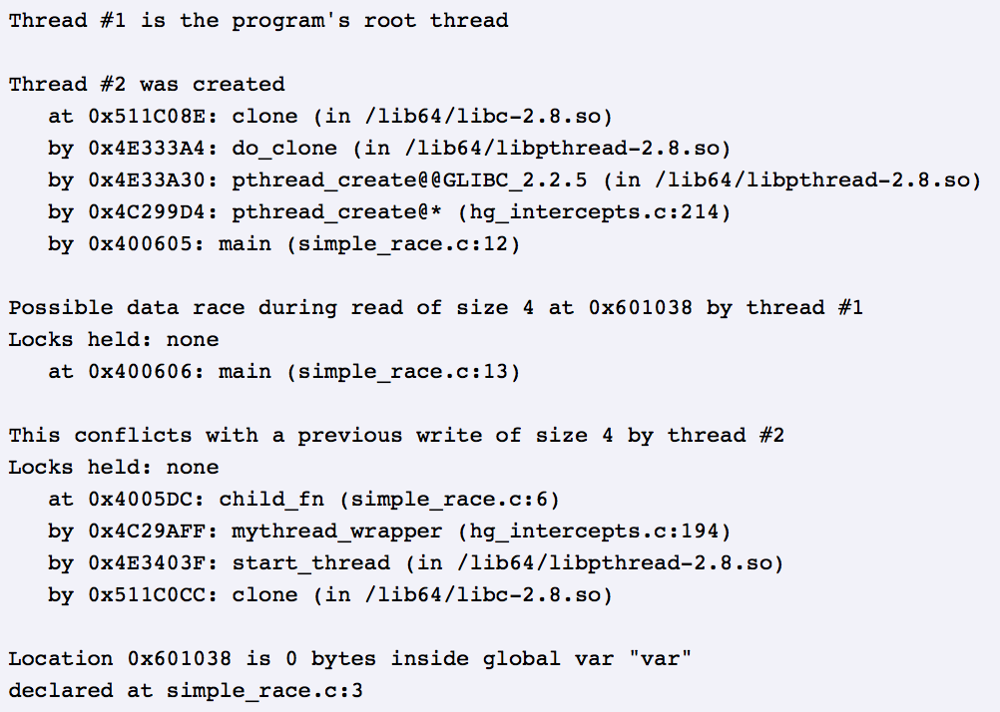 Thread #1 is the program's root thread
Thread #2 was created
at 0x511C08E: clone (in /lib64/libc-2.8.so)
by 0x4E333A4: do_clone (in /lib64/libpthread-2.8.so)
by 0x4E33A30: pthread_create@@GLIBC_2.2.5 (in /lib64/libpthread-2.8.so)
by 0x4C299D4: pthread_create@* (hg_intercepts.c:214)
by 0x400605: main (simple_race.c:12)
Possible data race during read of size 4 at 0x601038 by thread #1
Locks held: none
at 0x400606: main (simple_race.c:13)
This conflicts with a previous write of size 4 by thread #2
Locks held: none
at 0x4005DC: child_fn (simple_race.c:6)
by 0x4C29AFF: mythread_wrapper (hg_intercepts.c:194)
by 0x4E3403F: start_thread (in /lib64/libpthread-2.8.so)
by 0x511C0CC: clone (in /lib64/libc-2.8.so)
Location 0x601038 is 0 bytes inside global var "var"
declared at simple_race.c:3